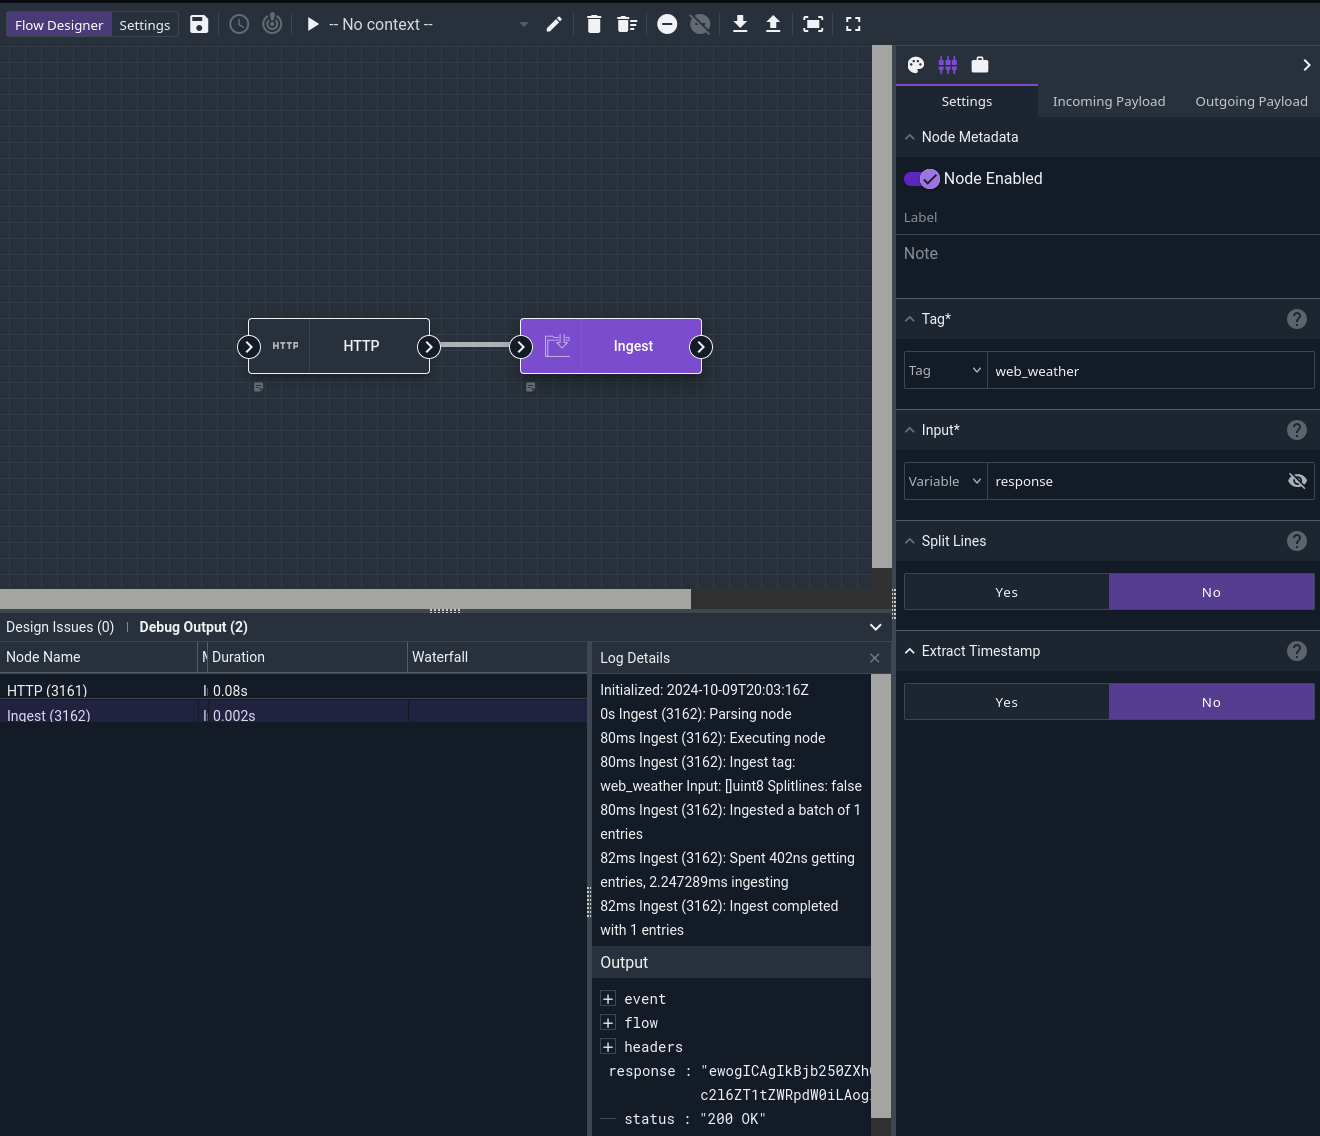 Flow Designer Settings -- No context --
Settings Incoming Payload Outgoing Payload
Node Metadata
Node Enabled
Label
Note
Tag*
Tag web_weather
Input*
Variable response
Split Lines
Yes No
Extract Timestamp
Yes No
HTTP HTTP
Ingest
Design Issues (0) Debug Output (2)
Node Name Duration Waterfall
HTTP (3161) 0.08s
Ingest (3162) 0.002s
Log Details
Initialized: 2024-10-09T20:03:16Z
0s Ingest (3162): Parsing node
80ms Ingest (3162): Executing node
80ms Ingest (3162): Ingest tag:
web_weather Input: []uint8 Splitlines: false
80ms Ingest (3162): Ingested a batch of 1
entries
82ms Ingest (3162): Spent 402ns getting
entries, 2.247289ms ingesting
82ms Ingest (3162): Ingest completed
with 1 entries
Output
event
flow
headers
response : "ewogICAgIkBjb250ZXh
c2l6ZT1tZWRpdW0iLAog
status : "200 OK"